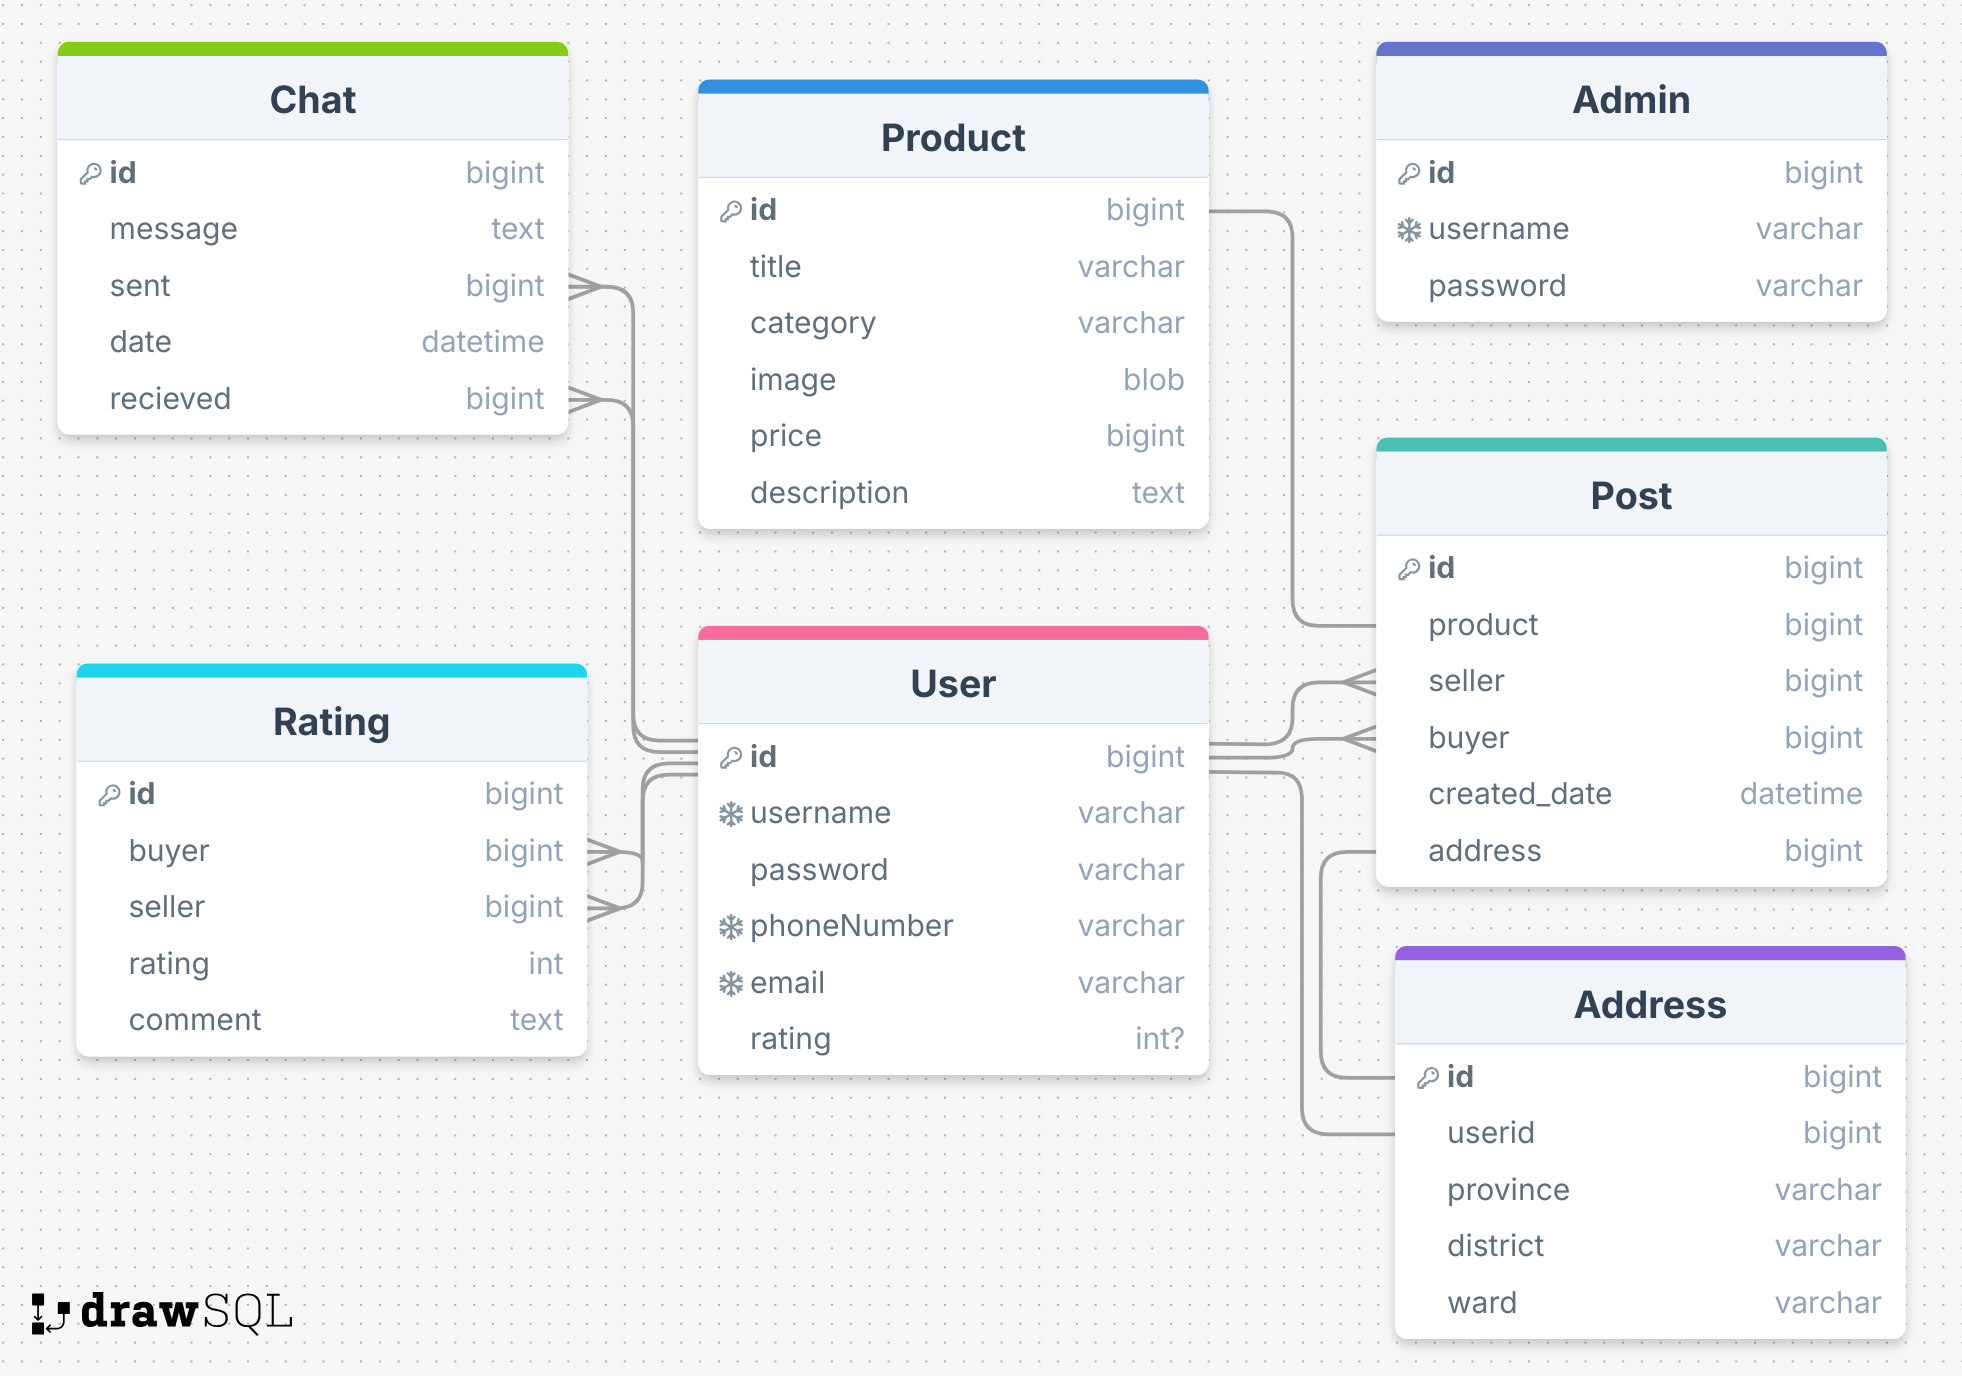 Chat
id bigint
message text
sent bigint
date datetime
recieved bigint
Product
id bigint
title varchar
category varchar
image blob
price bigint
description text
Admin
id bigint
username varchar
password varchar
Post
id bigint
product bigint
seller bigint
buyer bigint
created_date datetime
address bigint
Rating
id bigint
buyer bigint
seller bigint
rating int
comment text
User
id bigint
username varchar
password varchar
phoneNumber varchar
email varchar
rating int?
Address
id bigint
userid bigint
province varchar
district varchar
ward varchar
drawSQL